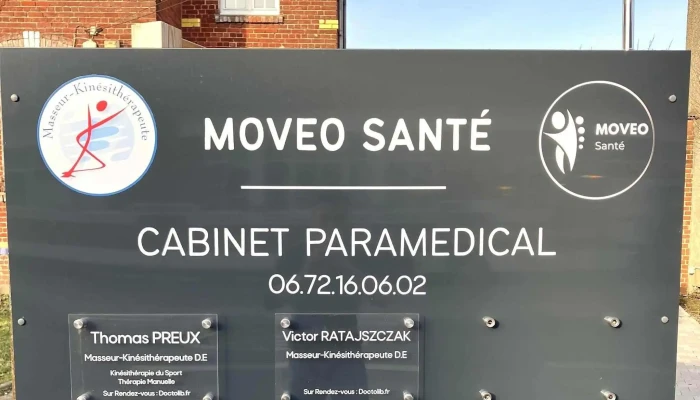 Masseur-Kinésithérapeute
MOVEO SANTÉ
MOVEO
Santé
CABINET PARAMEDICAL
06.72.16.06.02
Thomas PREUX
Masseur-Kinésithérapeute D.E
Kinésithérapie du Sport
Thérapie Manuelle
Sur Rendez-vous : Doctolib.fr
Victor RATAJSZCZAK
Masseur-Kinésithérapeute D.E
Sur Rendez-vous : Doctolib.fr